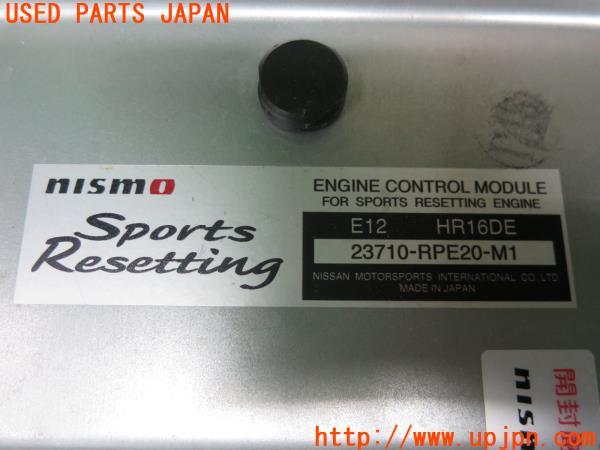 USED PARTS JAPAN
nismo
Sports
Resetting
ENGINE CONTROL MODULE
FOR SPORTS RESETTING ENGINE
E12 HR16DE
23710-RPE20-M1
NISSAN MOTORSPORTS INTERNATIONAL CO.,LTD
MADE IN JAPAN
開封
nism
http://www.upjpn.com/